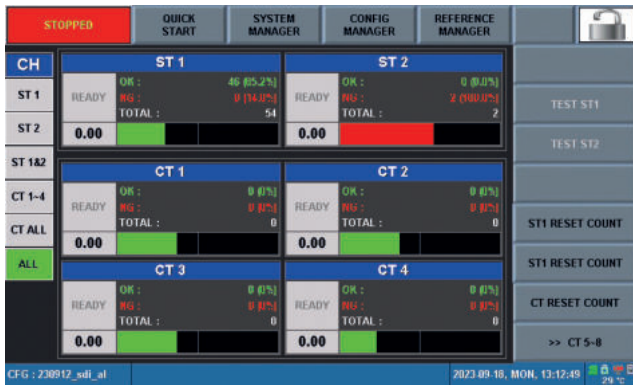 STOPPED
QUICK START
SYSTEM MANAGER
CONFIG MANAGER
REFERENCE MANAGER
CH
ST 1
ST 2
ST 1&2
CT 1~4
CT ALL
ALL
ST 1
READY
OK : 46 (85.2%)
NG : 8 (14.8%)
TOTAL : 54
0.00
ST 2
READY
OK : 0 (0.0%)
NG : 2 (100.0%)
TOTAL : 2
0.00
CT 1
READY
OK : 0 (0%)
NG : 0 (0%)
TOTAL : 0
0.00
CT 2
READY
OK : 0 (0%)
NG : 0 (0%)
TOTAL : 0
0.00
CT 3
READY
OK : 0 (0%)
NG : 0 (0%)
TOTAL : 0
0.00
CT 4
READY
OK : 0 (0%)
NG : 0 (0%)
TOTAL : 0
0.00
TEST ST1
TEST ST2
ST1 RESET COUNT
ST1 RESET COUNT
CT RESET COUNT
>> CT 5~8
CFG : 230912_sdi_al
2023-09-18, MON, 13:12:49
29 °C